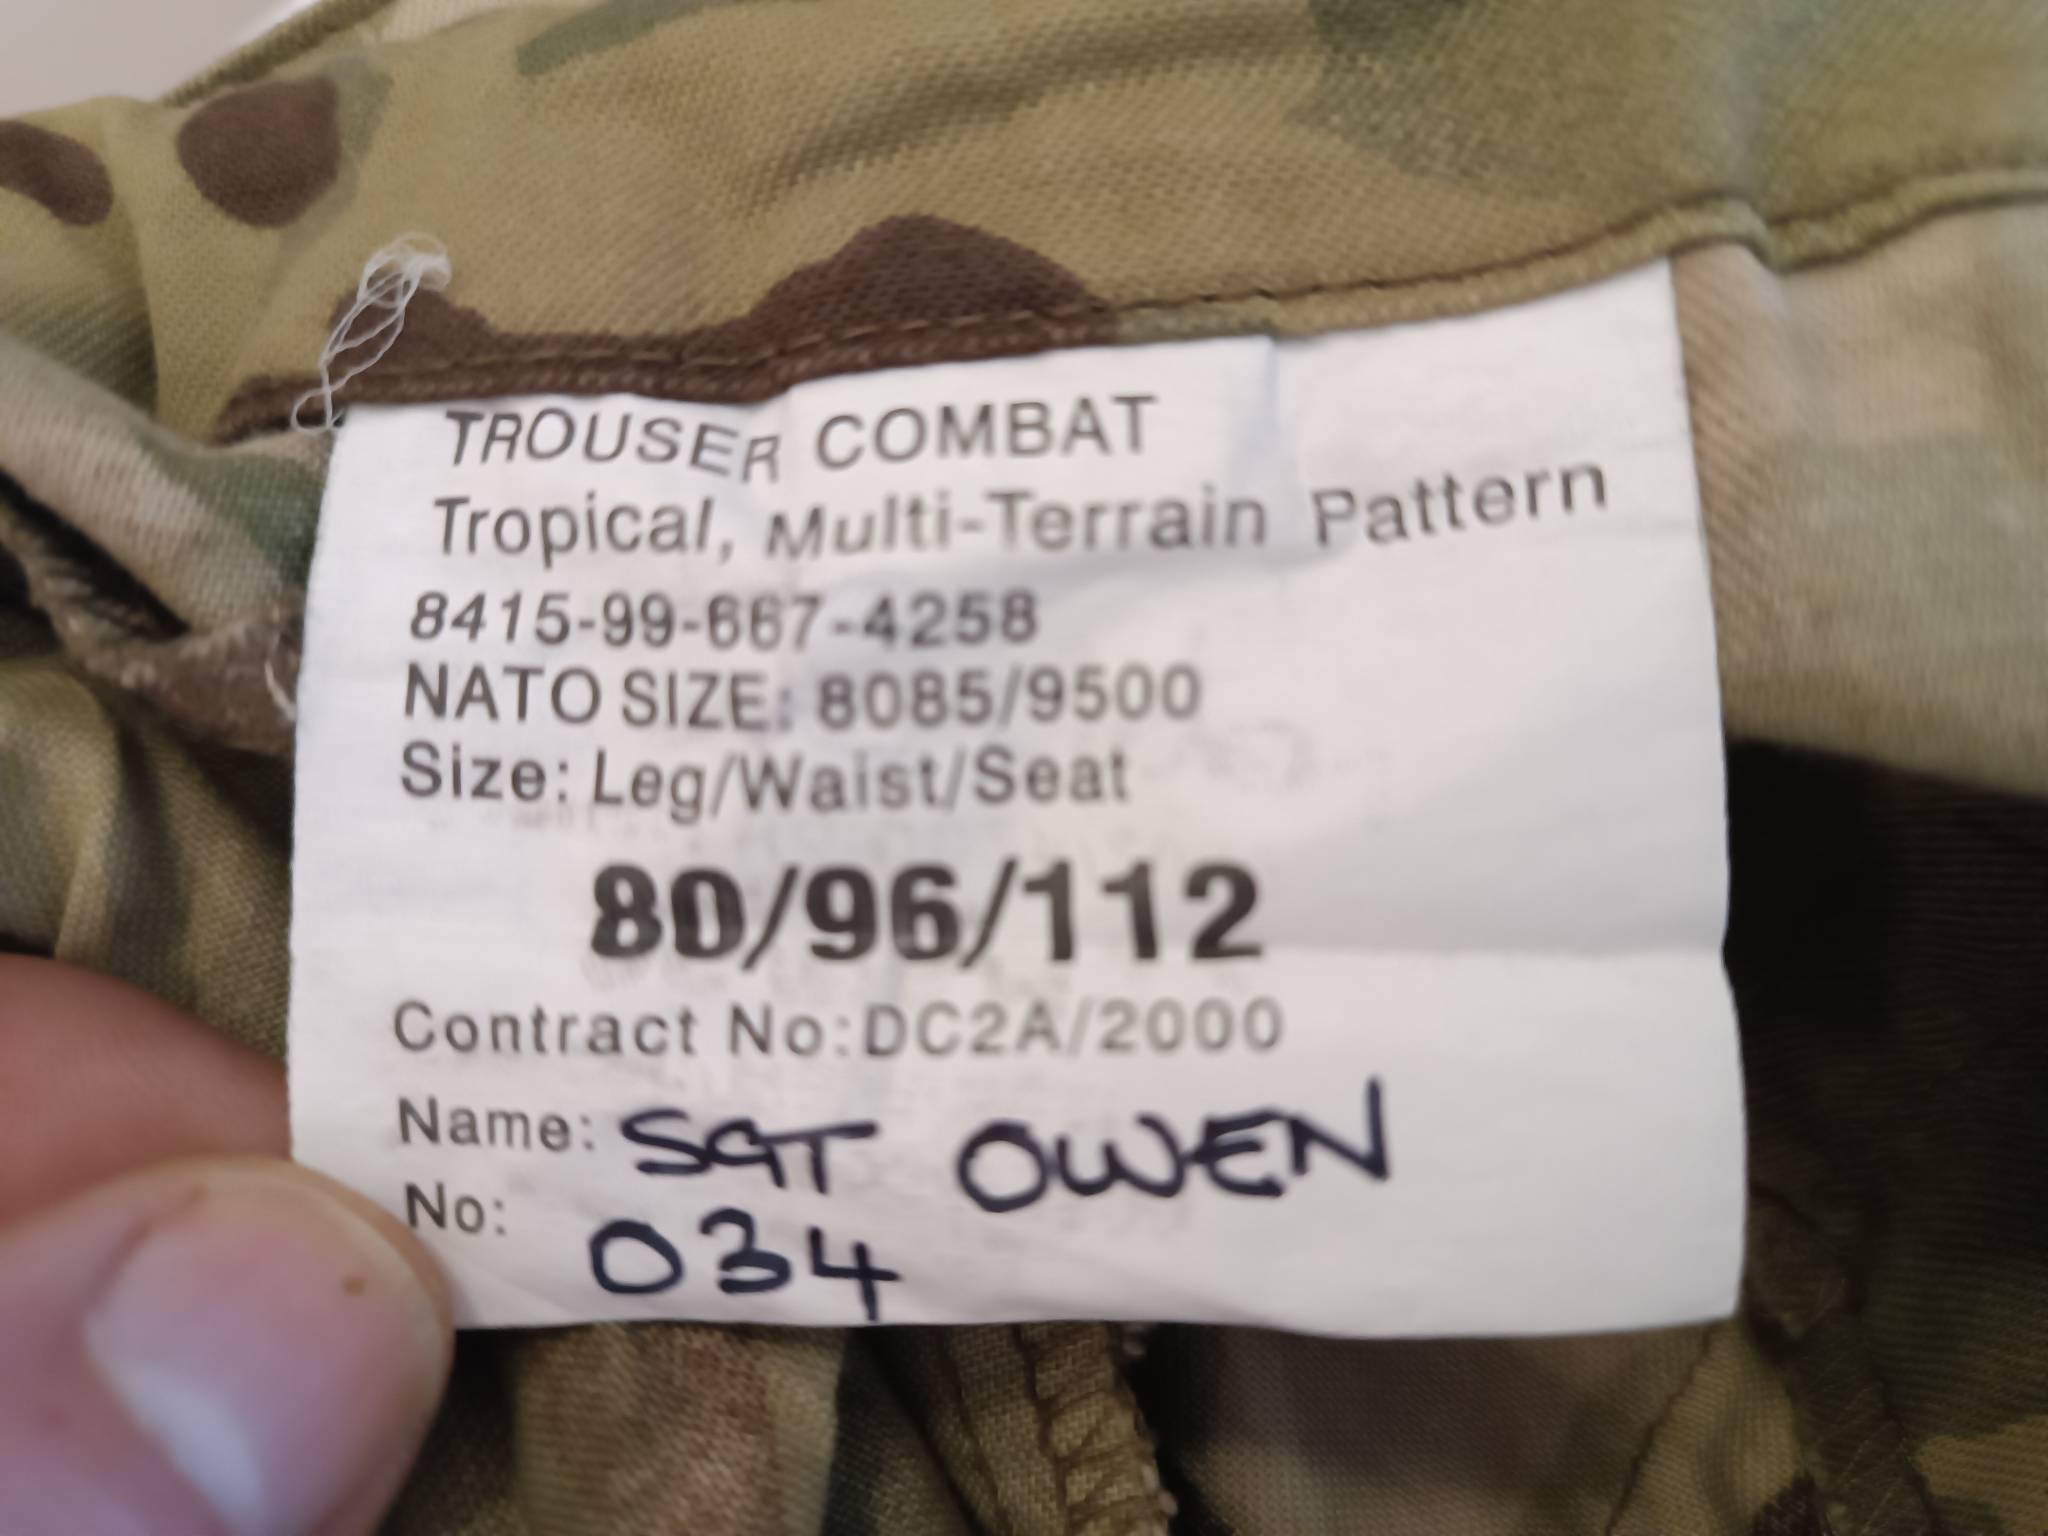 TROUSER COMBAT
Tropical, Multi-Terrain Pattern
8415-99-667-4258
NATO SIZE: 8085/9500
Size: Leg/Waist/Seat
80/96/112
Contract No:DC2A/2000
Name: SGT OWEN
No: 034